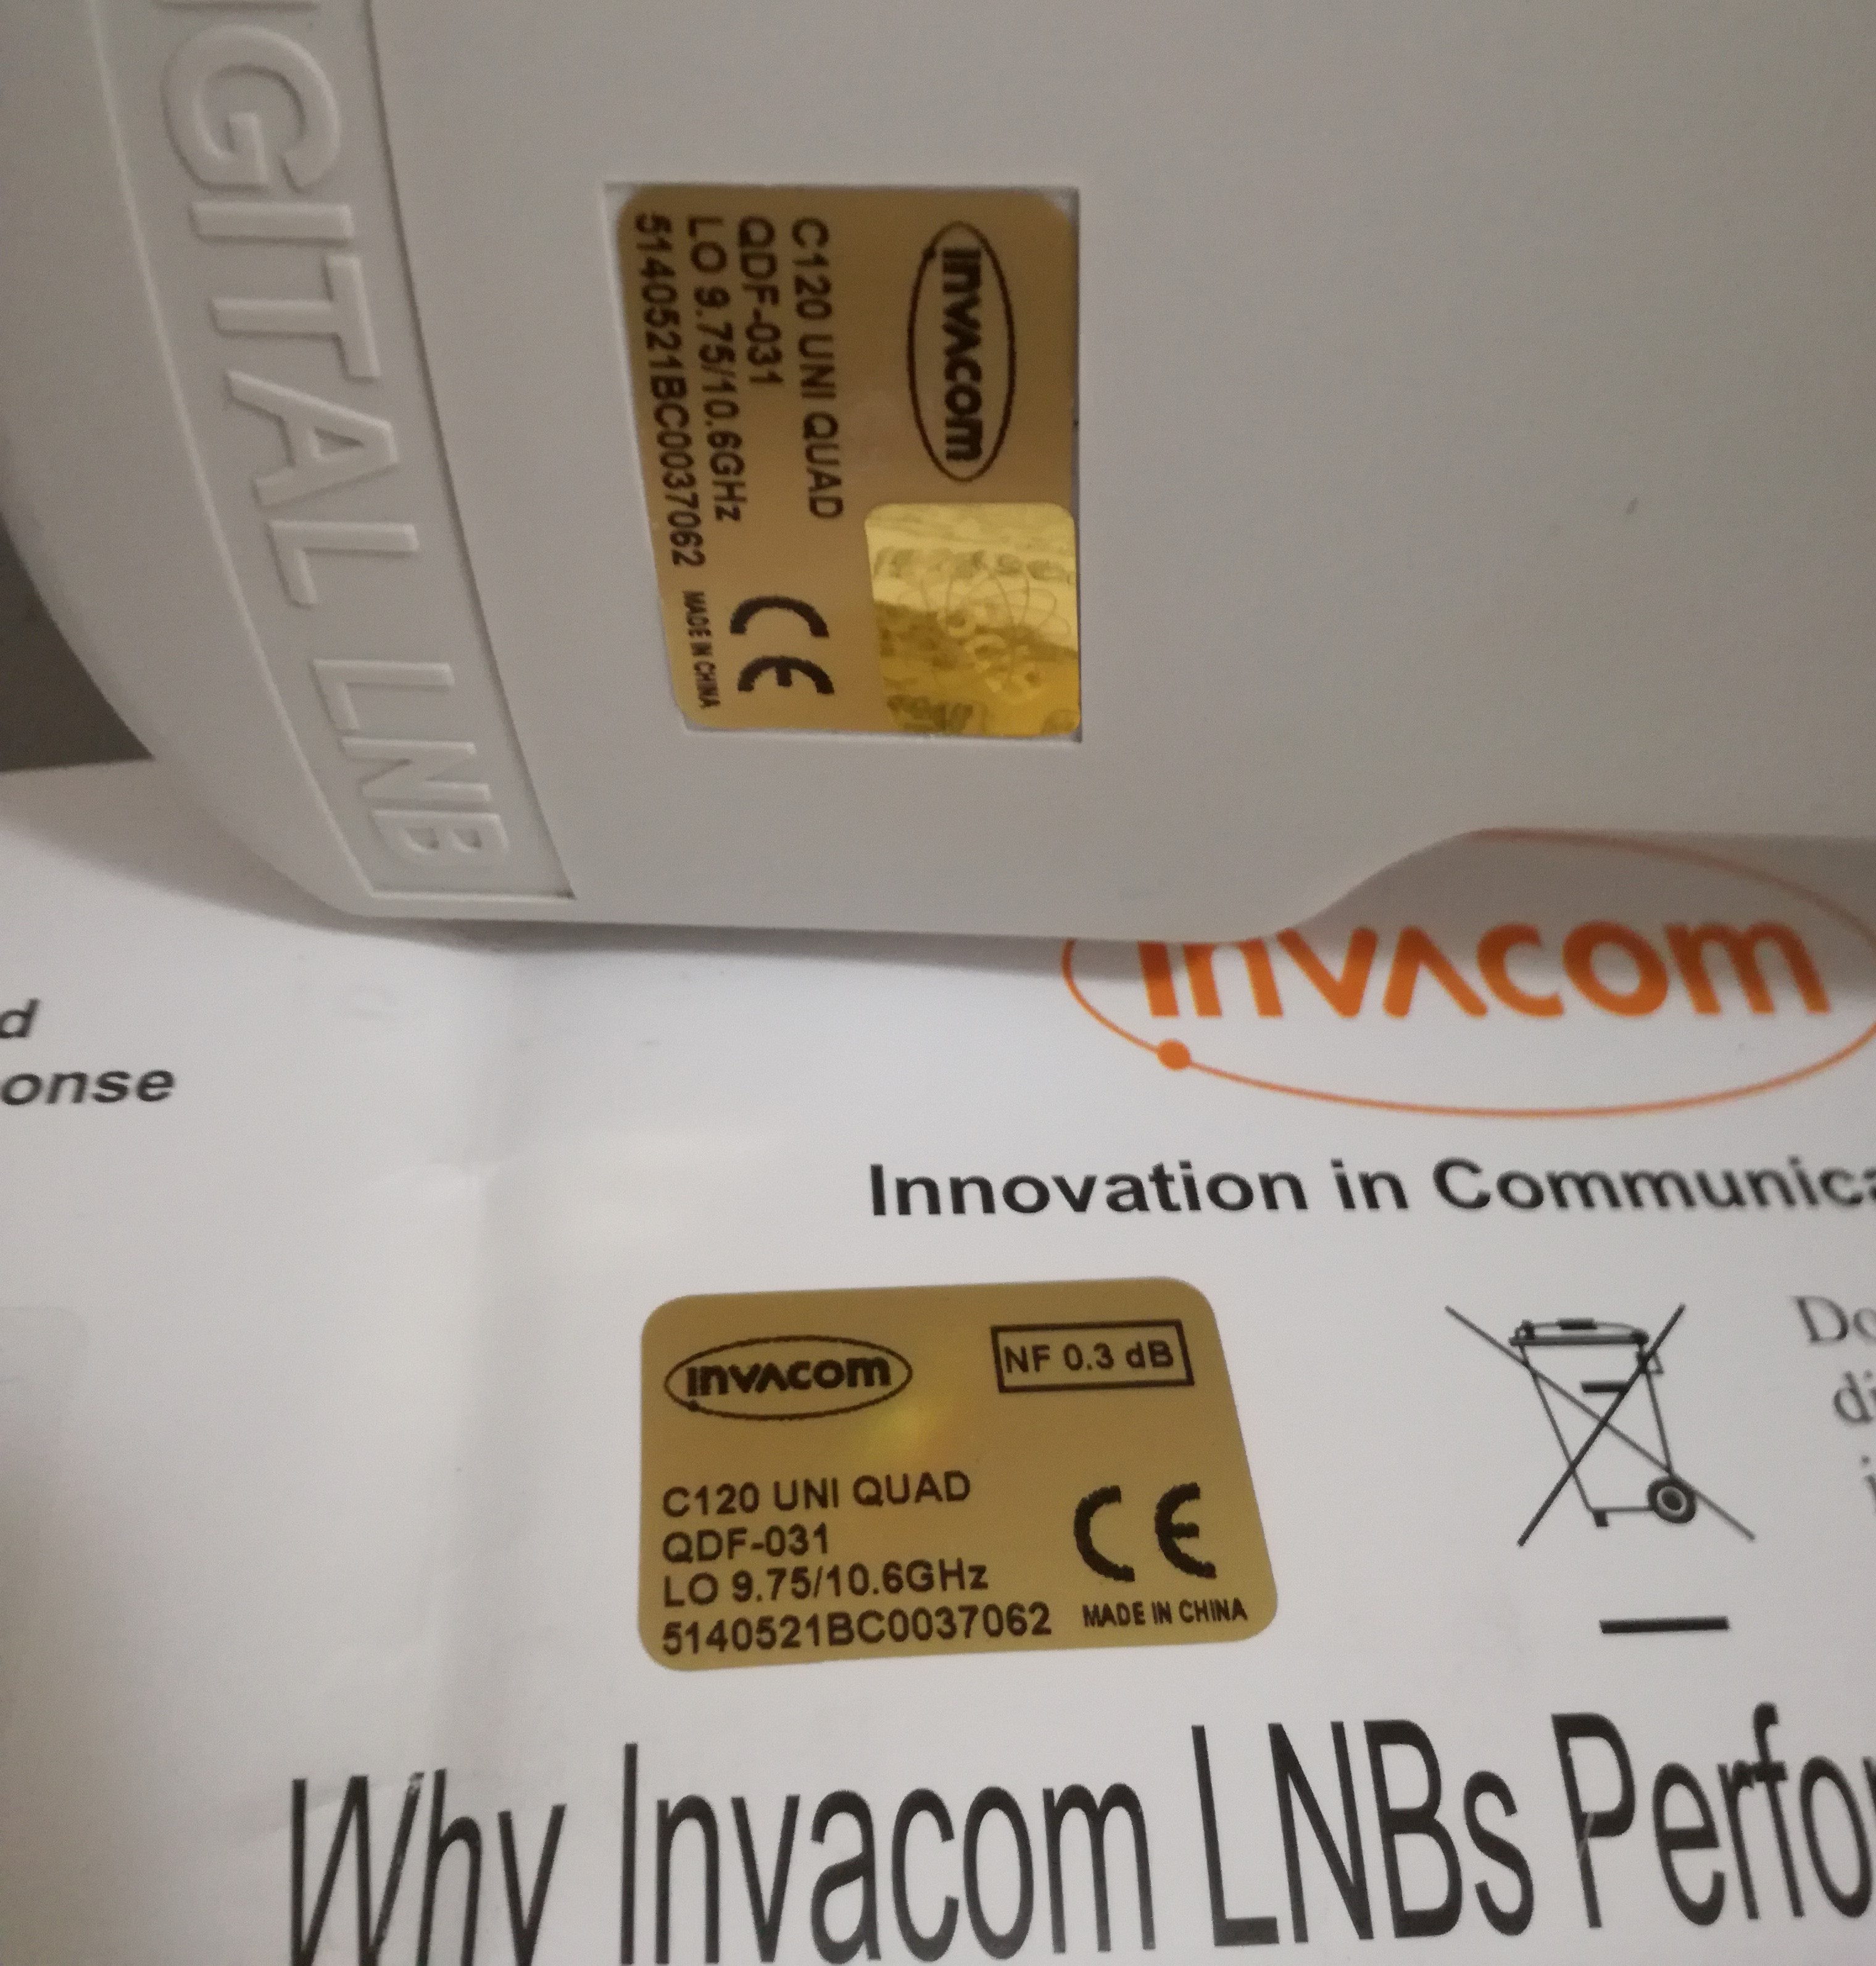 DIGITAL LNB
INVACOM
C120 UNI QUAD
QDF-031
LO 9.75/10.6GHz
5140521BC0037062
MADE IN CHINA
CE
INVACOM
d
onse
Innovation in Communica
INVACOM
NF 0.3 dB
C120 UNI QUAD
QDF-031
LO 9.75/10.6GHz
5140521BC0037062
CE
MADE IN CHINA
Do
di
i
Why Invacom LNBs Perfo